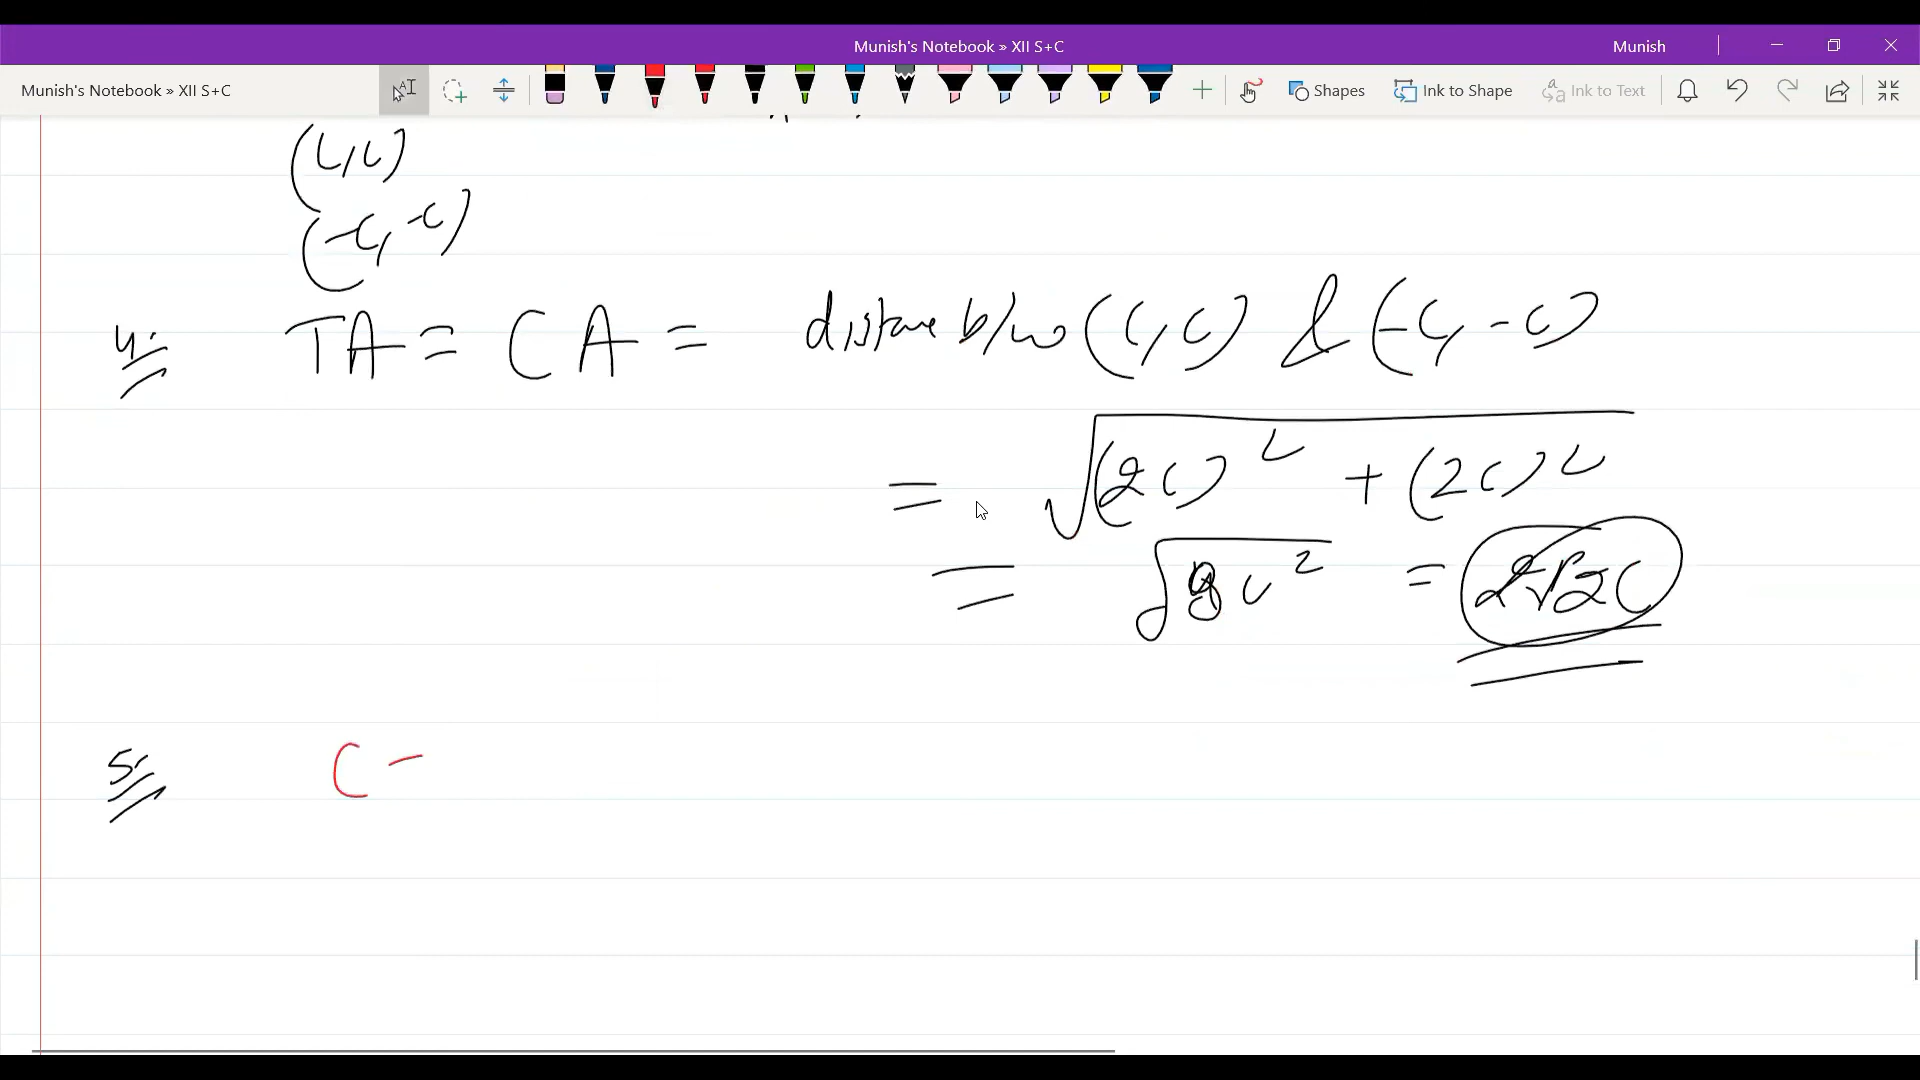 Munish's Notebook » XII S+C
Munish
Munish's Notebook » XII S+C
Shapes
Ink to Shape
Ink to Text
(c, c)
(-c, -c)
4. TA = CA = distance b/w (c, c) & (-c, -c)
= √(2c)² + (2c)²
= √8c² = 2√2c
5. C -